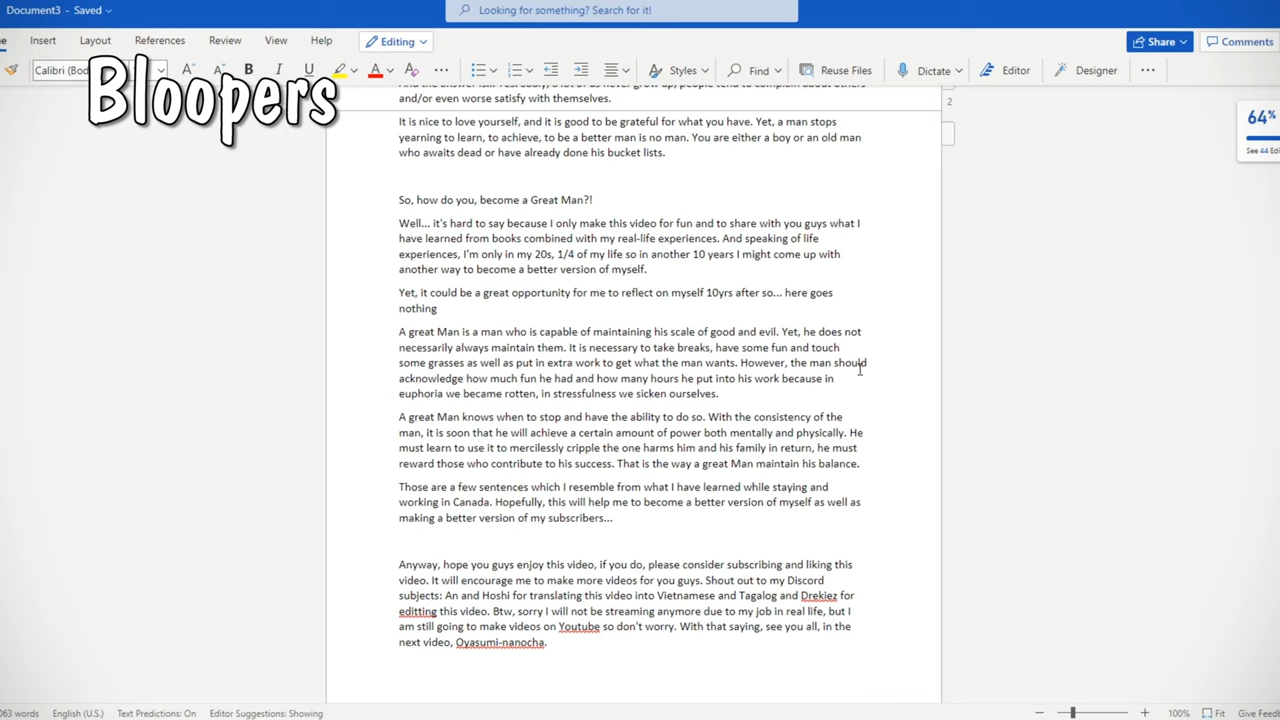 Document3 - Saved
Looking for something? Search for it!
Insert Layout References Review View Help Editing Share Comments
Bloopers
Calibri (Bod B I U A Styles Find Reuse Files Dictate Editor Designer
and/or even worse satisfy with themselves.
2
It is nice to love yourself, and it is good to be grateful for what you have. Yet, a man stops
yearning to learn, to achieve, to be a better man is no man. You are either a boy or an old man
who awaits dead or have already done his bucket lists.
64%
See 44 Edi
So, how do you, become a Great Man?!
Well... it's hard to say because I only make this video for fun and to share with you guys what I
have learned from books combined with my real-life experiences. And speaking of life
experiences, I'm only in my 20s, 1/4 of my life so in another 10 years I might come up with
another way to become a better version of myself.
Yet, it could be a great opportunity for me to reflect on myself 10yrs after so... here goes
nothing
A great Man is a man who is capable of maintaining his scale of good and evil. Yet, he does not
necessarily always maintain them. It is necessary to take breaks, have some fun and touch
some grasses as well as put in extra work to get what the man wants. However, the man should
acknowledge how much fun he had and how many hours he put into his work because in
euphoria we became rotten, in stressfulness we sicken ourselves.
A great Man knows when to stop and have the ability to do so. With the consistency of the
man, it is soon that he will achieve a certain amount of power both mentally and physically. He
must learn to use it to mercilessly cripple the one harms him and his family in return, he must
reward those who contribute to his success. That is the way a great Man maintain his balance.
Those are a few sentences which I resemble from what I have learned while staying and
working in Canada. Hopefully, this will help me to become a better version of myself as well as
making a better version of my subscribers...
Anyway, hope you guys enjoy this video, if you do, please consider subscribing and liking this
video. It will encourage me to make more videos for you guys. Shout out to my Discord
subjects: An and Hoshi for translating this video into Vietnamese and Tagalog and Drekiez for
editting this video. Btw, sorry I will not be streaming anymore due to my job in real life, but I
am still going to make videos on Youtube so don't worry. With that saying, see you all, in the
next video, Oyasumi-nanocha.
063 words English (U.S.) Text Predictions: On Editor Suggestions: Showing 100% Fit Give Feedb